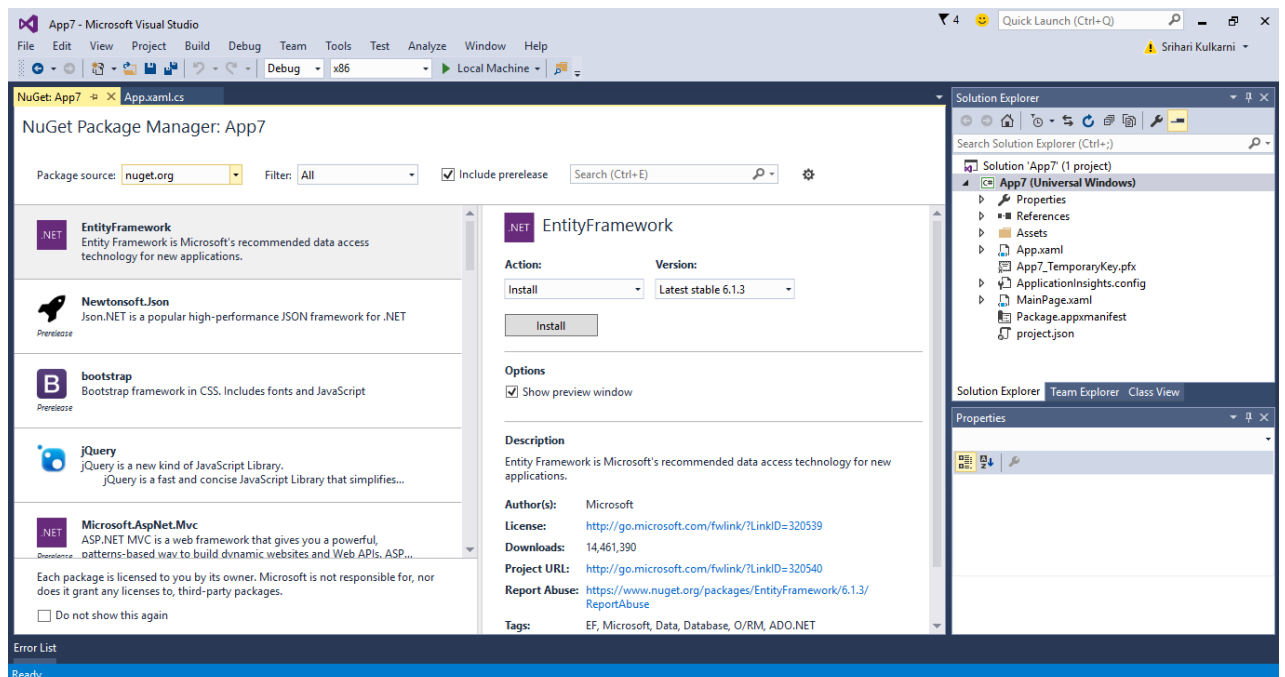 App7 - Microsoft Visual Studio
4
Quick Launch (Ctrl+Q)
File Edit View Project Build Debug Team Tools Test Analyze Window Help
Srihari Kulkarni
Debug x86 Local Machine
NuGet: App7 App.xaml.cs
NuGet Package Manager: App7
Package source: nuget.org Filter: All Include prerelease Search (Ctrl+E)
.NET
EntityFramework
Entity Framework is Microsoft's recommended data access
technology for new applications.
Newtonsoft.Json
Json.NET is a popular high-performance JSON framework for .NET
Prerelease
B
bootstrap
Bootstrap framework in CSS. Includes fonts and JavaScript
Prerelease
jQuery
jQuery is a new kind of JavaScript Library.
jQuery is a fast and concise JavaScript Library that simplifies...
.NET
Microsoft.AspNet.Mvc
ASP.NET MVC is a web framework that gives you a powerful,
Prerelease patterns-based way to build dynamic websites and Web APIs. ASP...
Each package is licensed to you by its owner. Microsoft is not responsible for, nor
does it grant any licenses to, third-party packages.
Do not show this again
.NET EntityFramework
Action: Version:
Install Latest stable 6.1.3
Install
Options
Show preview window
Description
Entity Framework is Microsoft's recommended data access technology for new
applications.
Author(s): Microsoft
License: http://go.microsoft.com/fwlink/?LinkID=320539
Downloads: 14,461,390
Project URL: http://go.microsoft.com/fwlink/?LinkID=320540
Report Abuse: https://www.nuget.org/packages/EntityFramework/6.1.3/
ReportAbuse
Tags: EF, Microsoft, Data, Database, O/RM, ADO.NET
Solution Explorer
Search Solution Explorer (Ctrl+;)
Solution 'App7' (1 project)
C# App7 (Universal Windows)
Properties
References
Assets
App.xaml
App7_TemporaryKey.pfx
ApplicationInsights.config
MainPage.xaml
Package.appxmanifest
project.json
Solution Explorer Team Explorer Class View
Properties
Error List
Ready